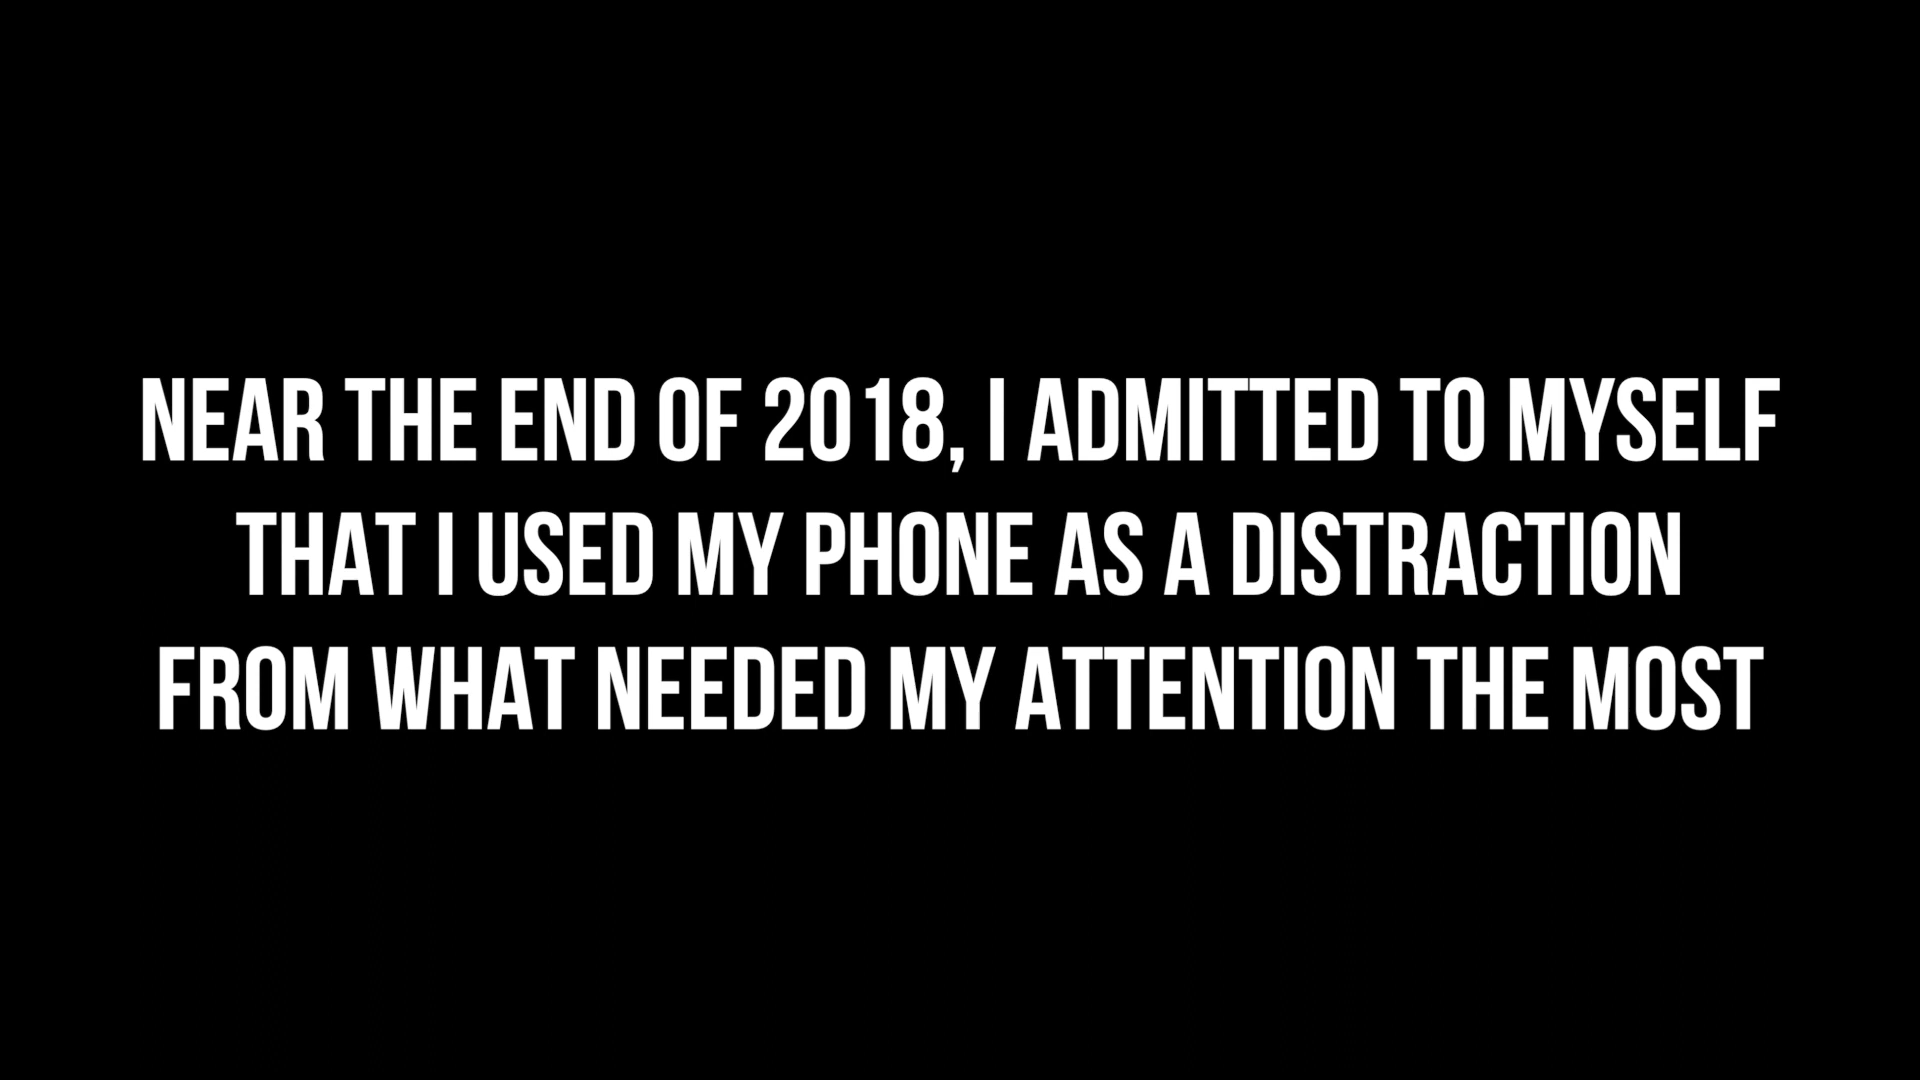 NEAR THE END OF 2018, I ADMITTED TO MYSELF
THAT I USED MY PHONE AS A DISTRACTION
FROM WHAT NEEDED MY ATTENTION THE MOST